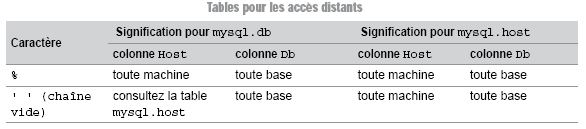 Tables pour les accès distants
Caractère Signification pour mysql.db Signification pour mysql.host
colonne Host colonne Db colonne Host colonne Db
% toute machine toute base toute machine toute base
' ' (chaîne vide) consultez la table mysql.host toute base toute machine toute base